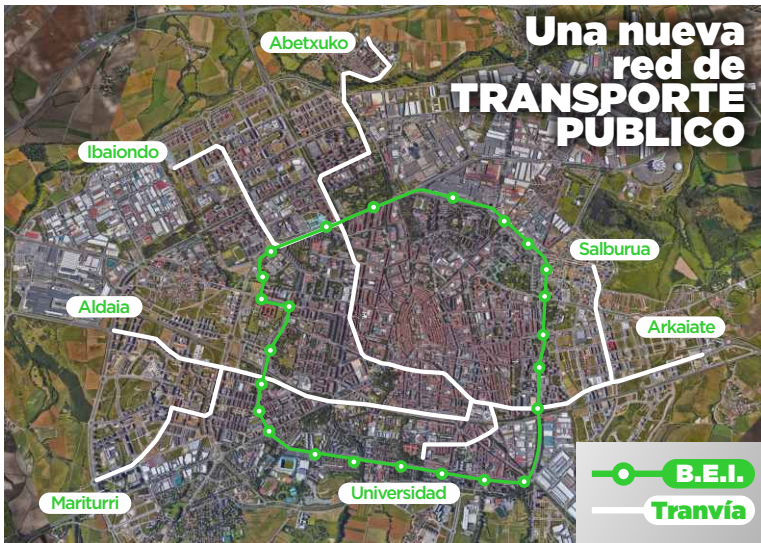 Una nueva
red de
TRANSPORTE
PÚBLICO
Abetxuko
Ibaiondo
Salburua
Aldaia
Arkaiate
Mariturri
Universidad
B.E.I.
Tranvía